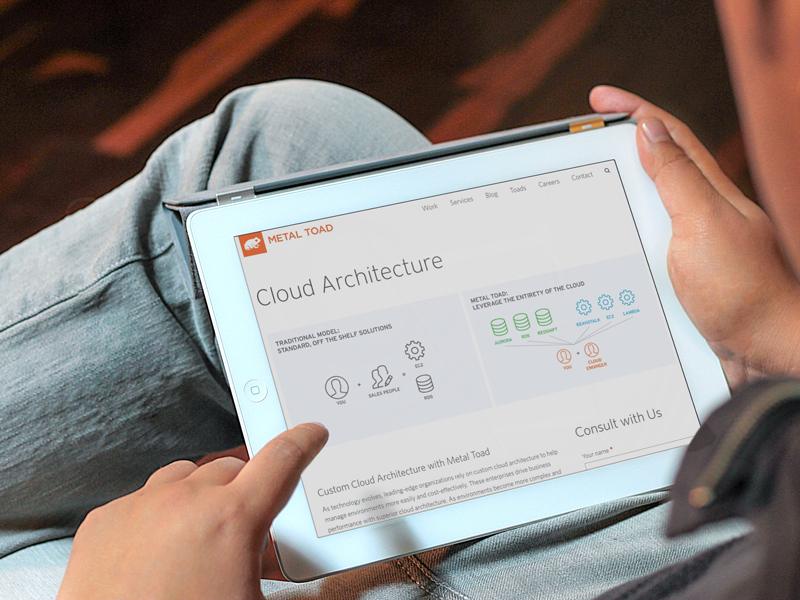 Work Services Blog Toads Careers Contact
METAL TOAD
Cloud Architecture
TRADITIONAL MODEL:
STANDARD, OFF THE SHELF SOLUTIONS
YOU
SALES PEOPLE
EC2
RDS
METAL TOAD:
LEVERAGE THE ENTIRETY OF THE CLOUD
AURORA RDS REDSHIFT
BEANSTALK EC2 LAMBDA
YOU
CLOUD
ENGINEER
Custom Cloud Architecture with Metal Toad
As technology evolves, leading-edge organizations rely on custom cloud architecture to help
manage environments more easily and cost-effectively. These enterprises drive business
performance with superior cloud architecture. As environments become more complex and
Consult with Us
Your name *